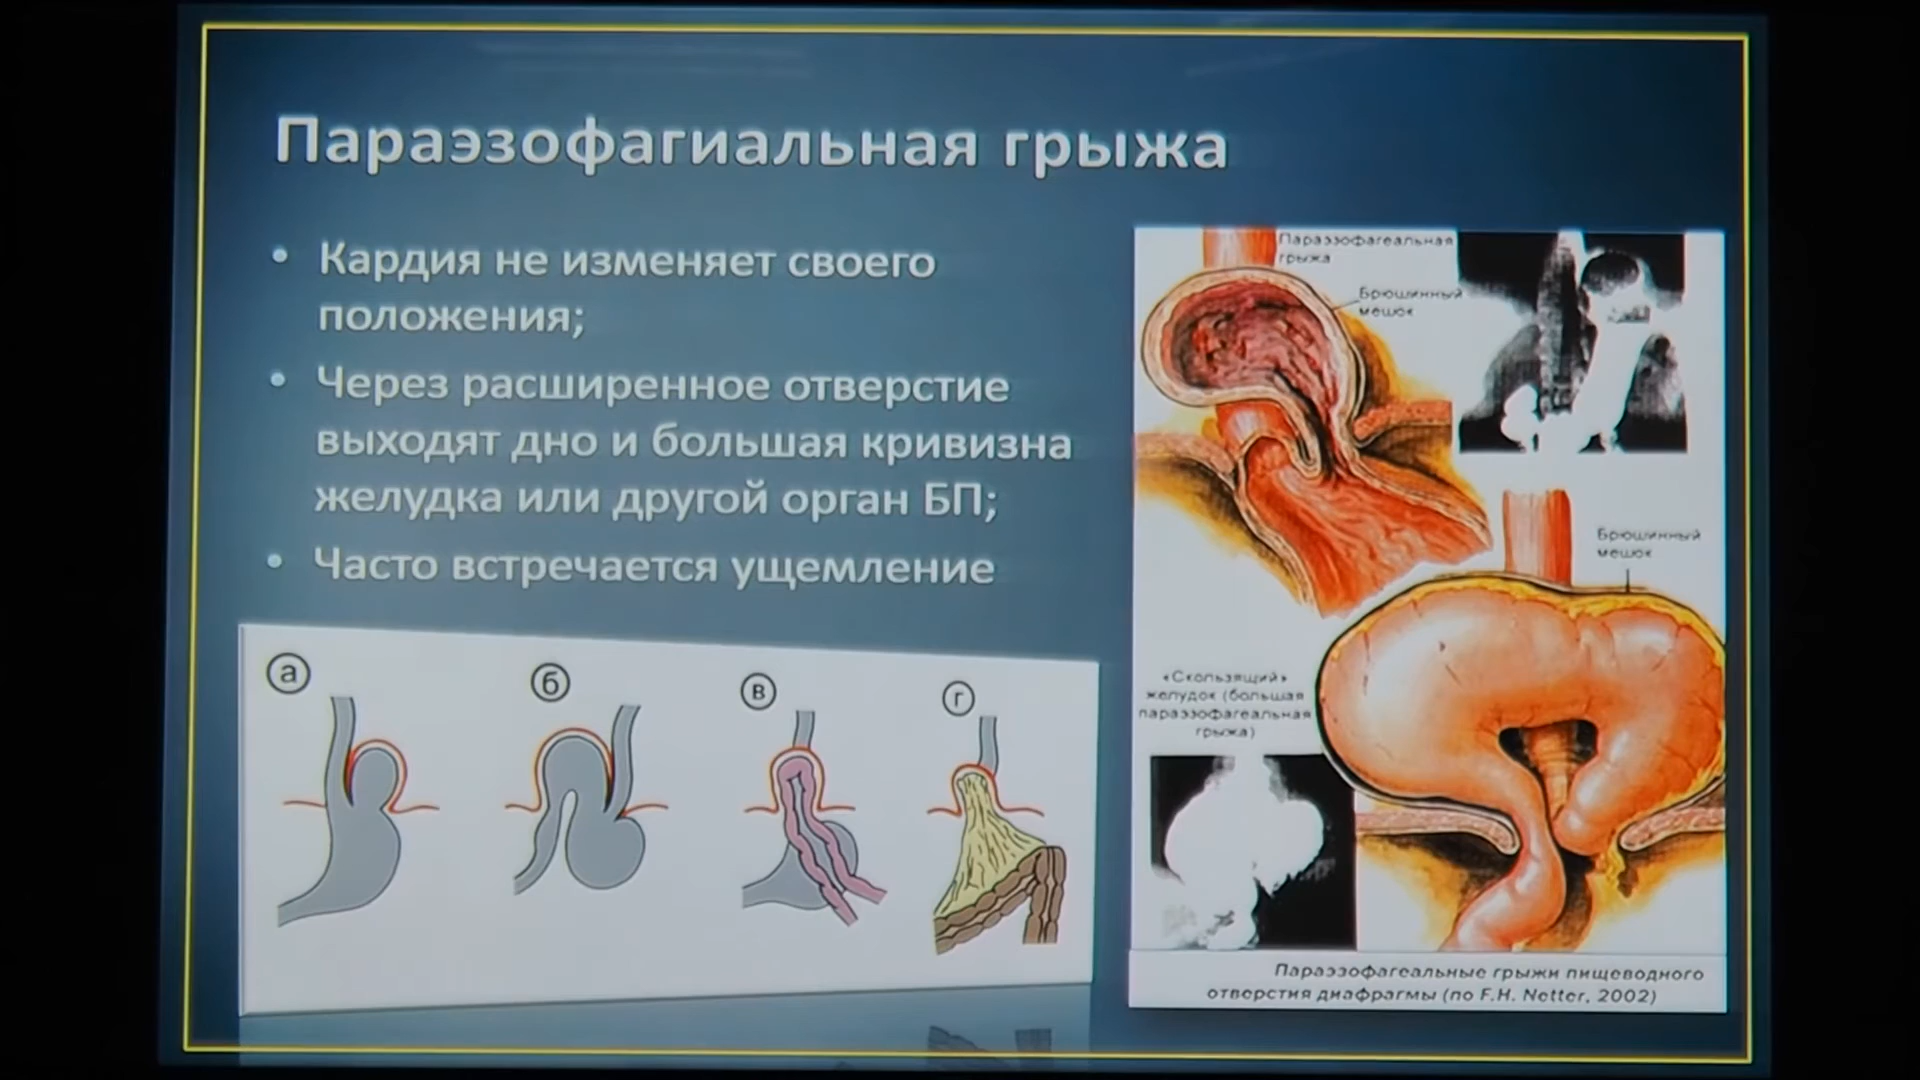 Параэзофагиальная грыжа
• Кардия не изменяет своего
положения;
• Через расширенное отверстие
выходят дно и большая кривизна
желудка или другой орган БП;
• Часто встречается ущемление
а
б
в
г
Параэзофагеальная
грыжа
Брюшинный
мешок
Брюшинный
мешок
«Скользящий»
желудок (большая
параэзофагеальная
грыжа)
Параэзофагеальные грыжи пищеводного
отверстия диафрагмы (по F.H. Netter, 2002)